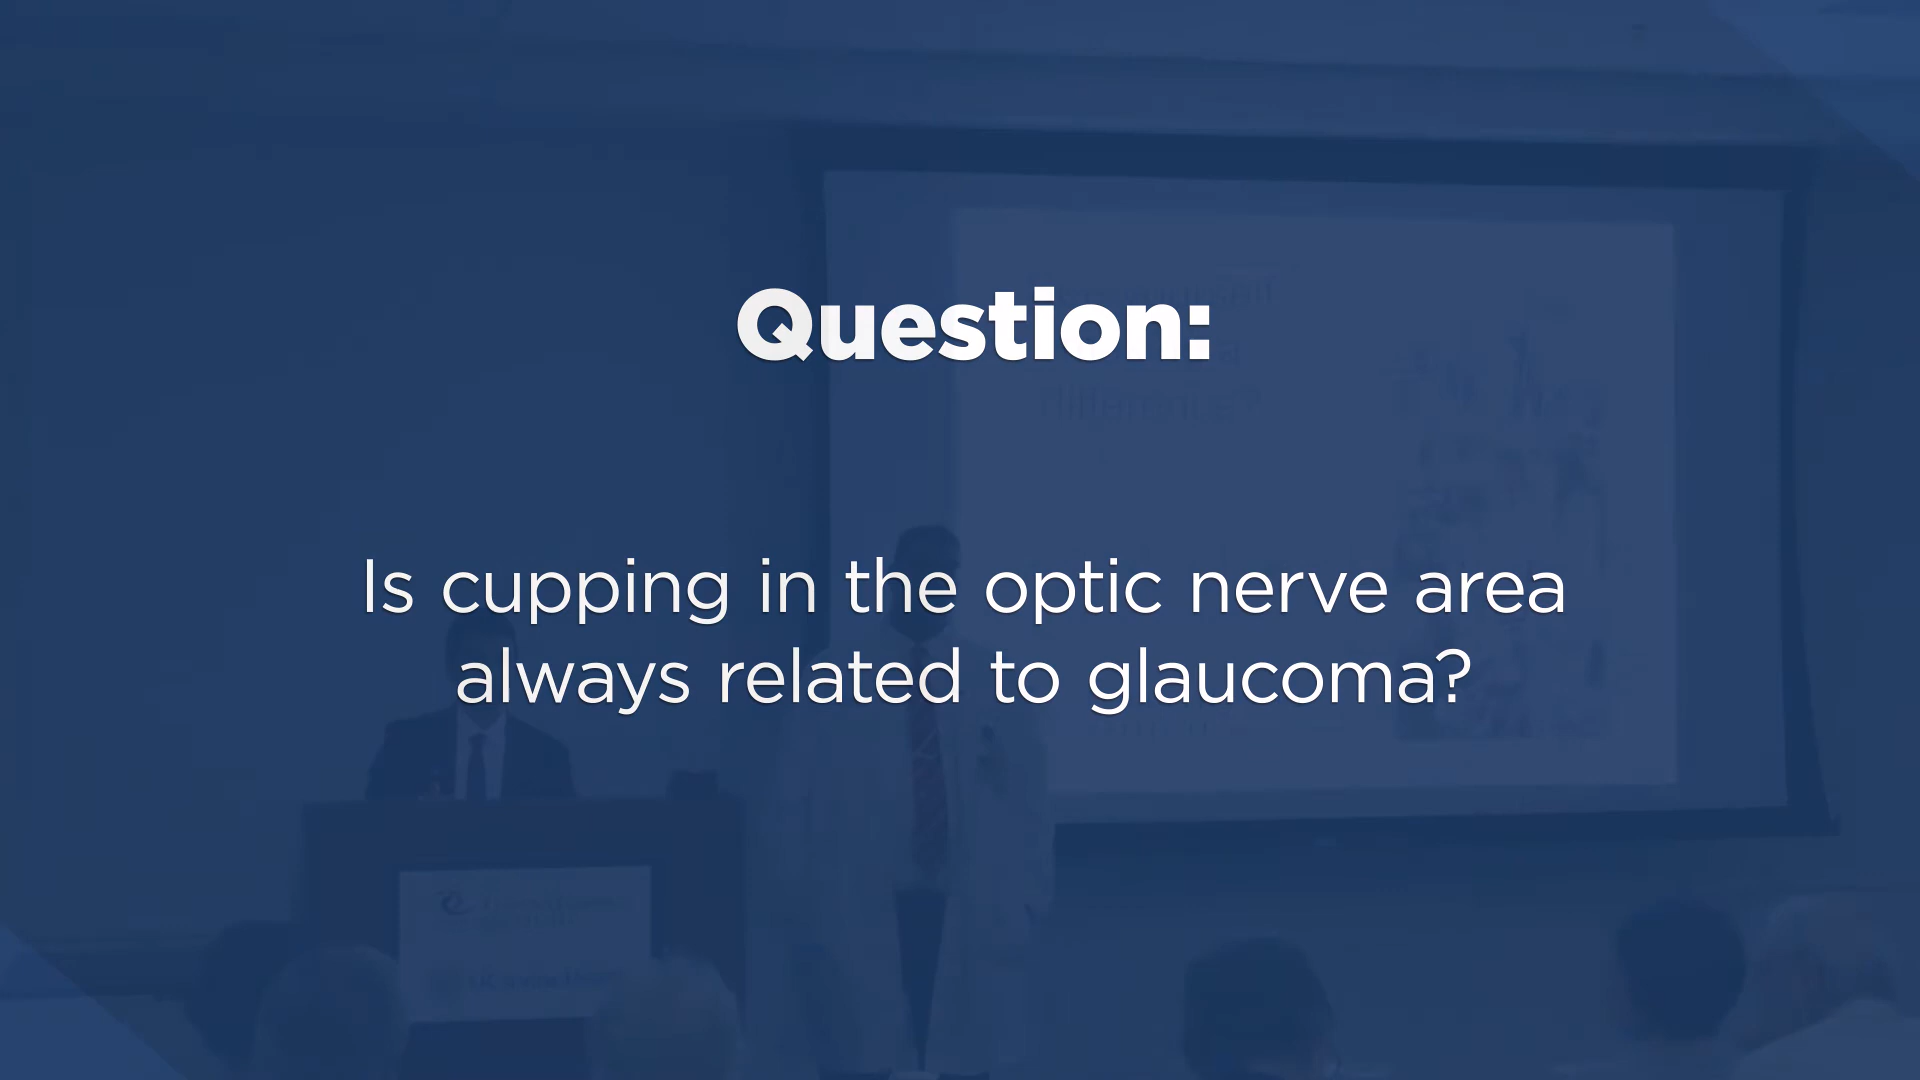 Question:
Is cupping in the optic nerve area
always related to glaucoma?